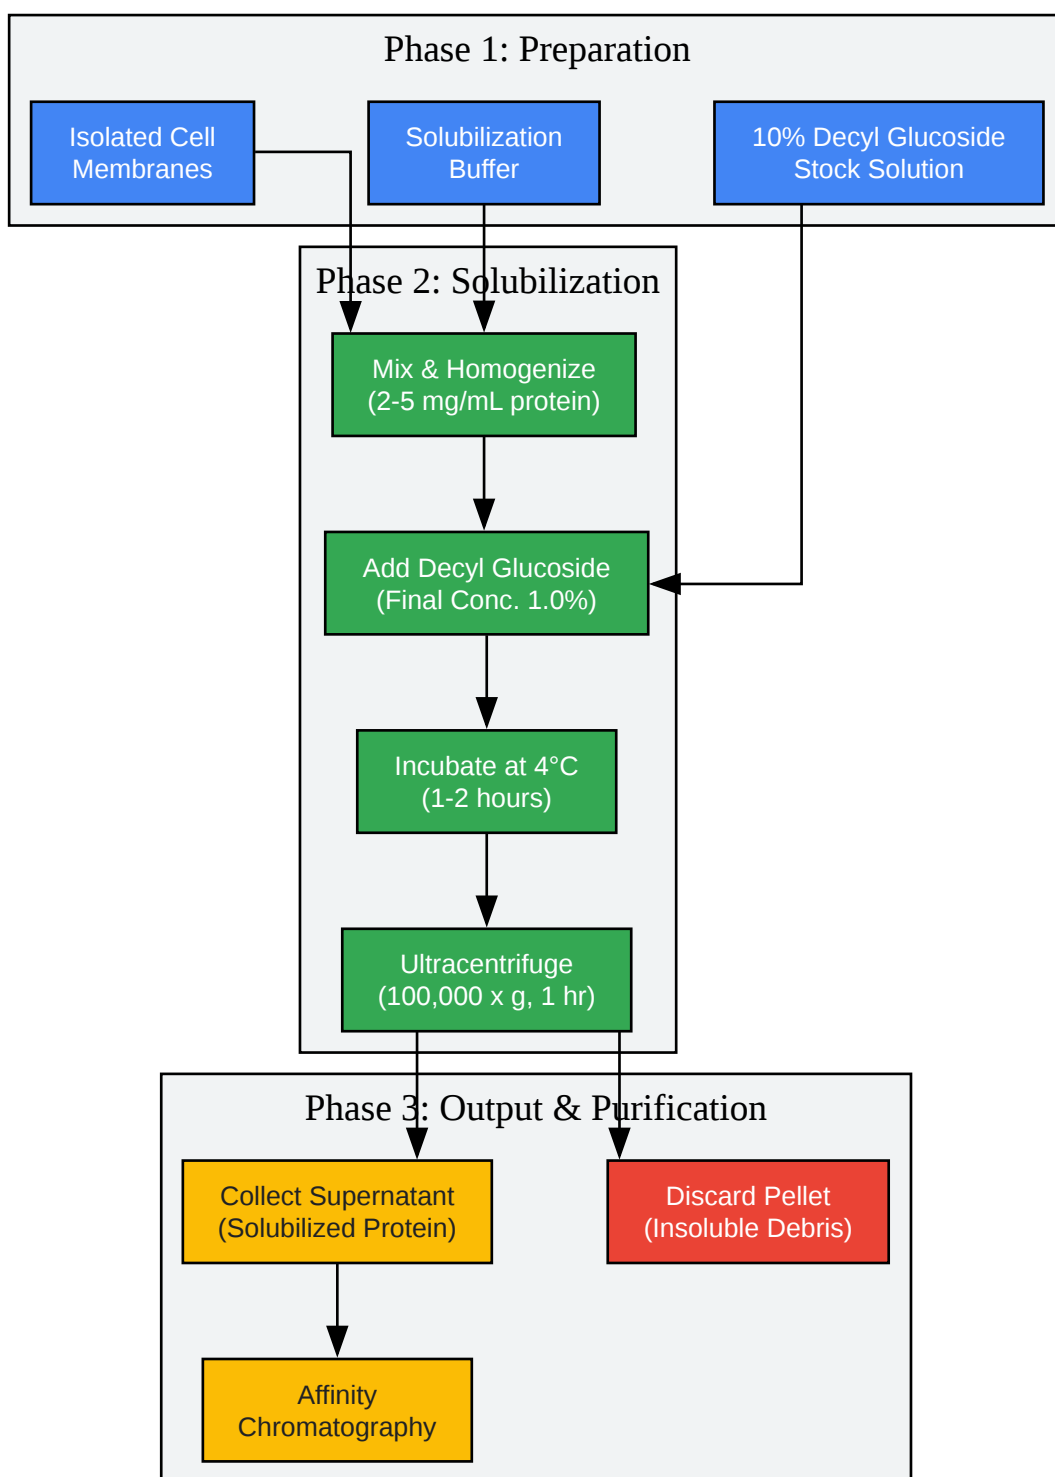 Phase 1: Preparation
Isolated Cell
Membranes
Solubilization
Buffer
10% Decyl Glucoside
Stock Solution
Phase 2: Solubilization
Mix & Homogenize
(2-5 mg/mL protein)
Add Decyl Glucoside
(Final Conc. 1.0%)
Incubate at 4°C
(1-2 hours)
Ultracentrifuge
(100,000 x g, 1 hr)
Phase 3: Output & Purification
Collect Supernatant
(Solubilized Protein)
Discard Pellet
(Insoluble Debris)
Affinity
Chromatography